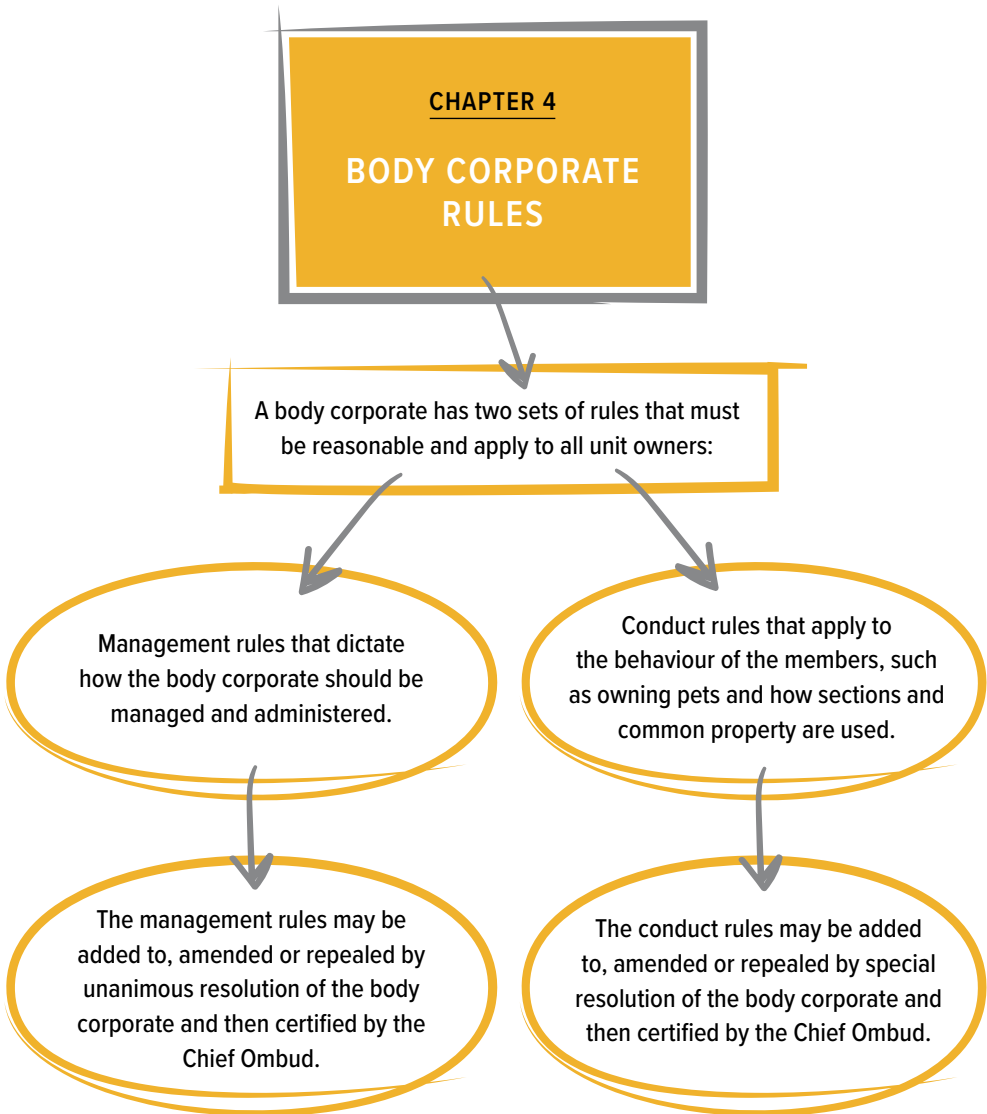 CHAPTER 4
BODY CORPORATE
RULES
A body corporate has two sets of rules that must
be reasonable and apply to all unit owners:
Management rules that dictate
how the body corporate should be
managed and administered.
Conduct rules that apply to
the behaviour of the members, such
as owning pets and how sections and
common property are used.
The management rules may be
added to, amended or repealed by
unanimous resolution of the body
corporate and then certified by the
Chief Ombud.
The conduct rules may be added
to, amended or repealed by special
resolution of the body corporate and
then certified by the Chief Ombud.